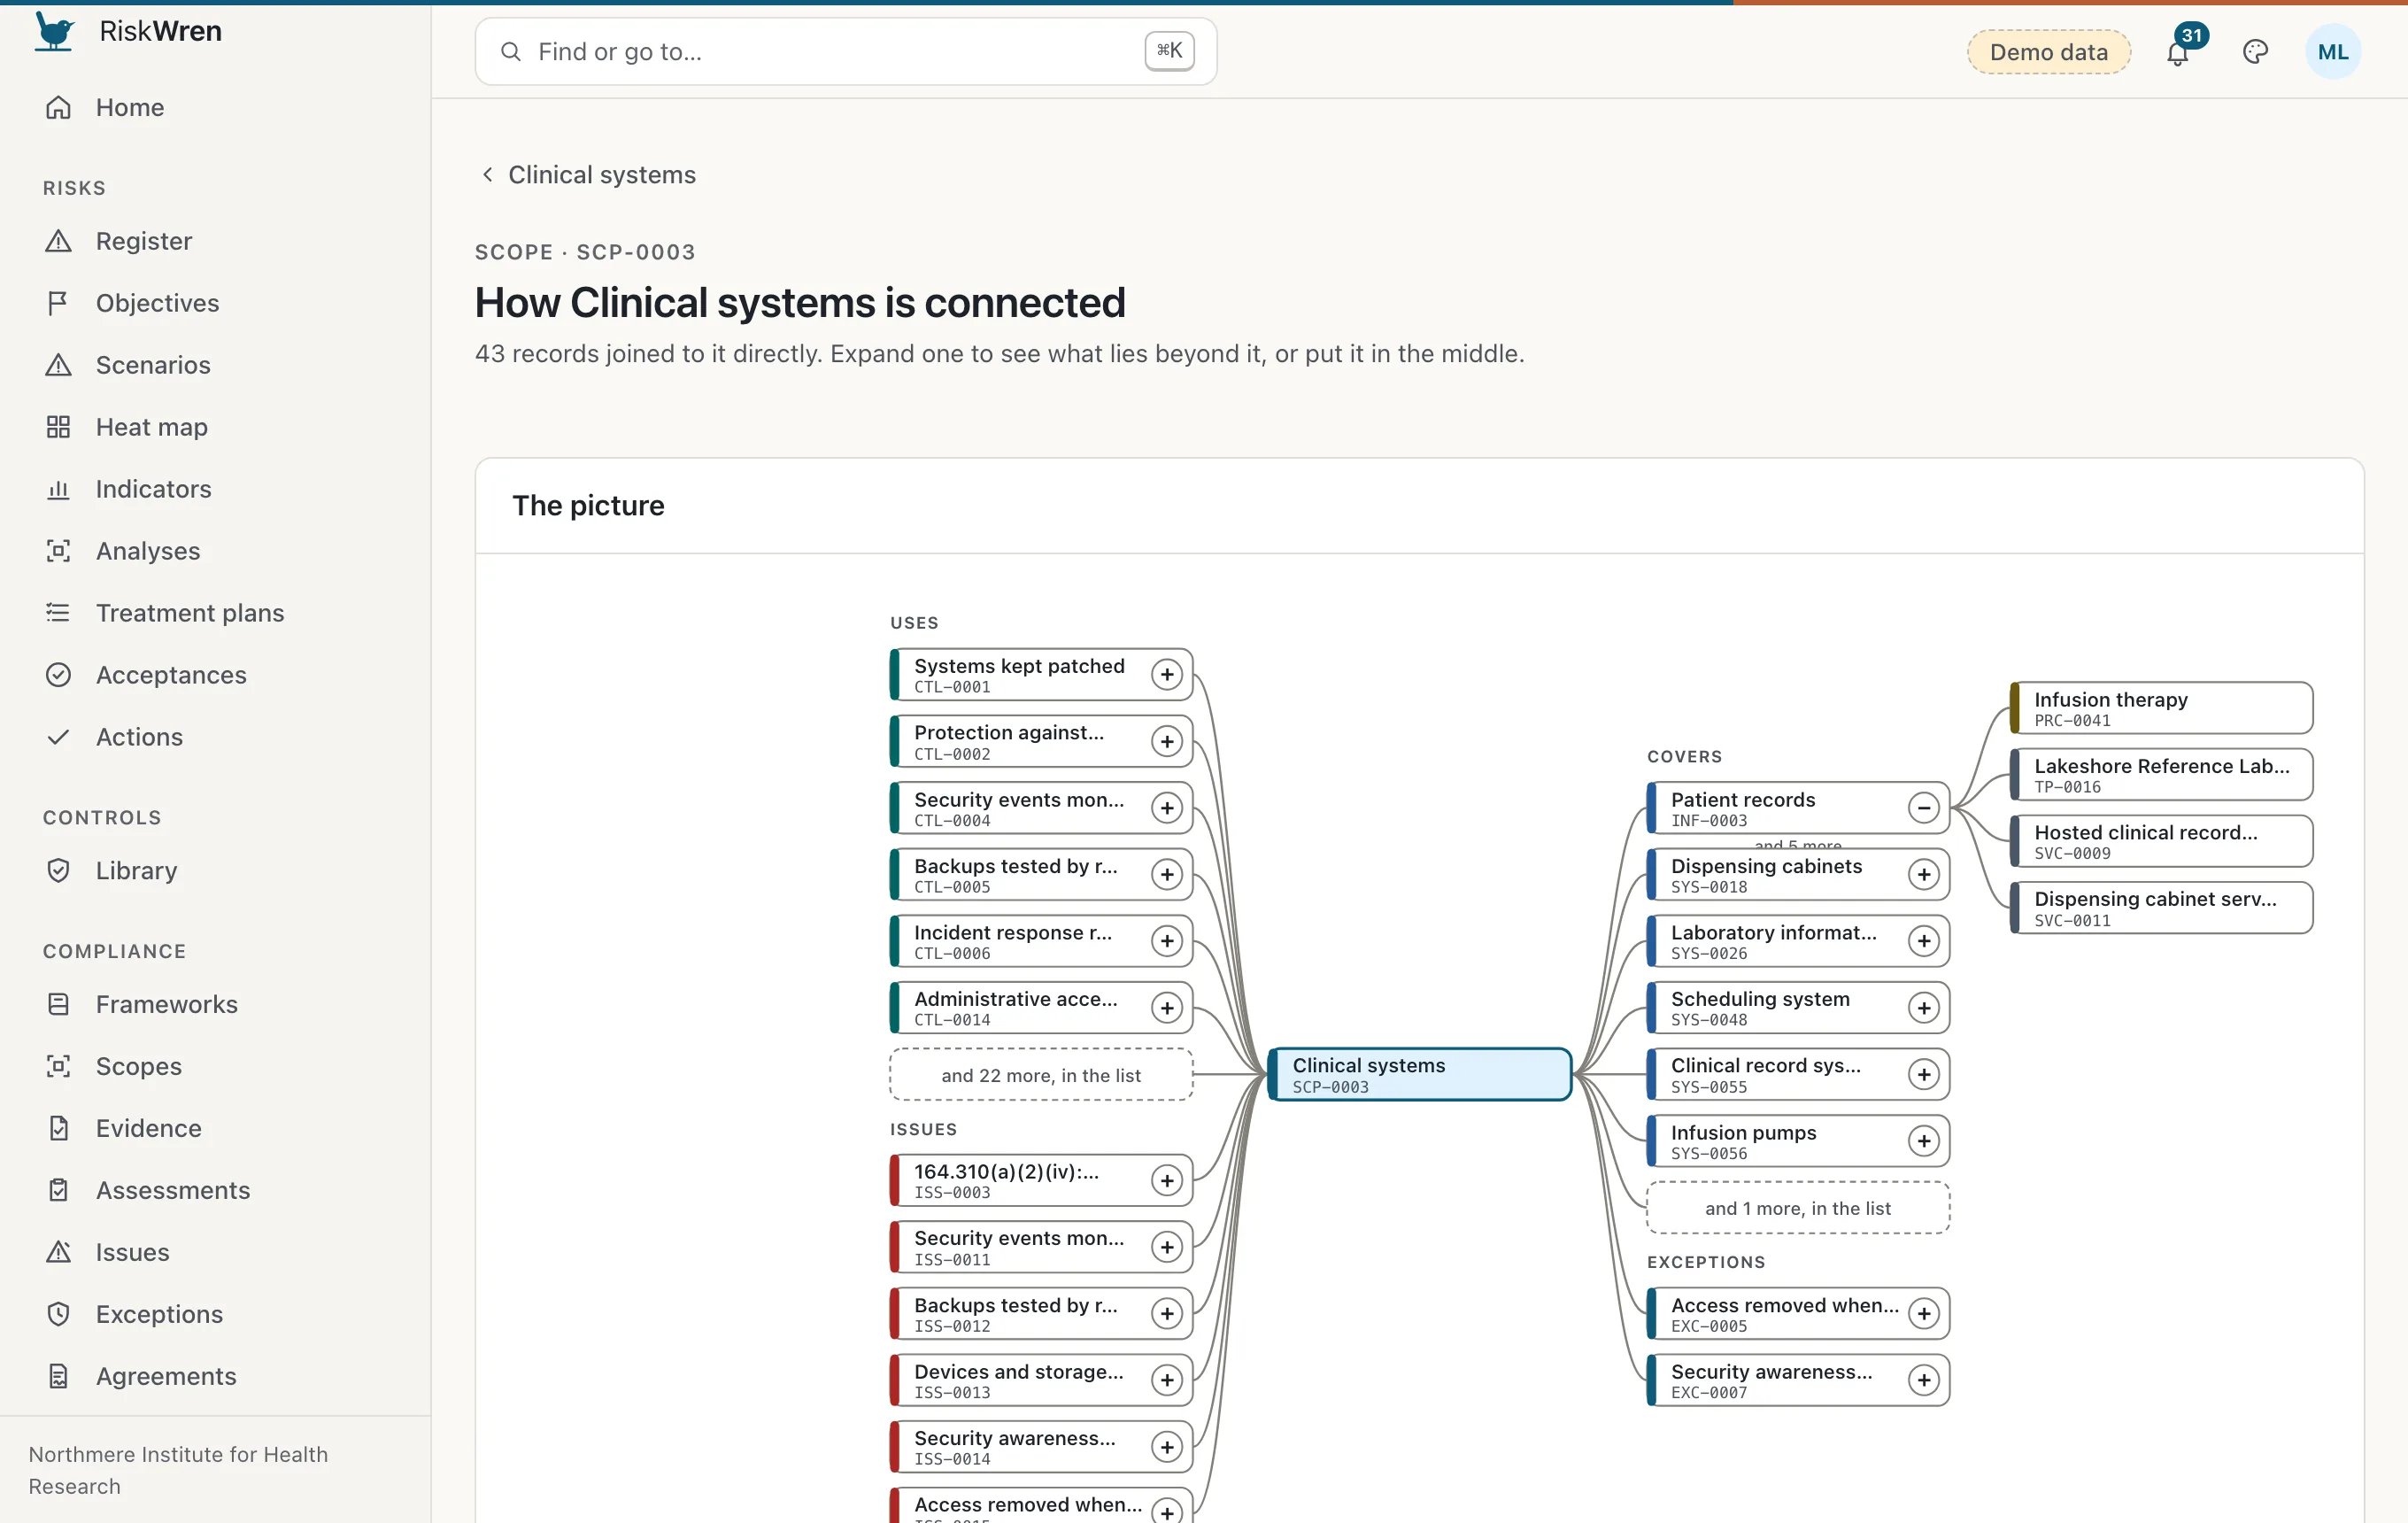 RiskWren
Find or go to...
⌘K
Demo data
31
ML
Home
RISKS
Register
Objectives
Scenarios
Heat map
Indicators
Analyses
Treatment plans
Acceptances
Actions
CONTROLS
Library
COMPLIANCE
Frameworks
Scopes
Evidence
Assessments
Issues
Exceptions
Agreements
Northmere Institute for Health
Research
Clinical systems
SCOPE · SCP-0003
How Clinical systems is connected
43 records joined to it directly. Expand one to see what lies beyond it, or put it in the middle.
The picture
USES
Systems kept patched
CTL-0001
Protection against...
CTL-0002
Security events mon...
CTL-0004
Backups tested by r...
CTL-0005
Incident response r...
CTL-0006
Administrative acce...
CTL-0014
and 22 more, in the list
ISSUES
164.310(a)(2)(iv):...
ISS-0003
Security events mon...
ISS-0011
Backups tested by r...
ISS-0012
Devices and storage...
ISS-0013
Security awareness...
ISS-0014
Access removed when...
Clinical systems
SCP-0003
COVERS
Patient records
INF-0003
and 5 more
Dispensing cabinets
SYS-0018
Laboratory informat...
SYS-0026
Scheduling system
SYS-0048
Clinical record sys...
SYS-0055
Infusion pumps
SYS-0056
and 1 more, in the list
EXCEPTIONS
Access removed when...
EXC-0005
Security awareness...
EXC-0007
Infusion therapy
PRC-0041
Lakeshore Reference Lab...
TP-0016
Hosted clinical record...
SVC-0009
Dispensing cabinet serv...
SVC-0011